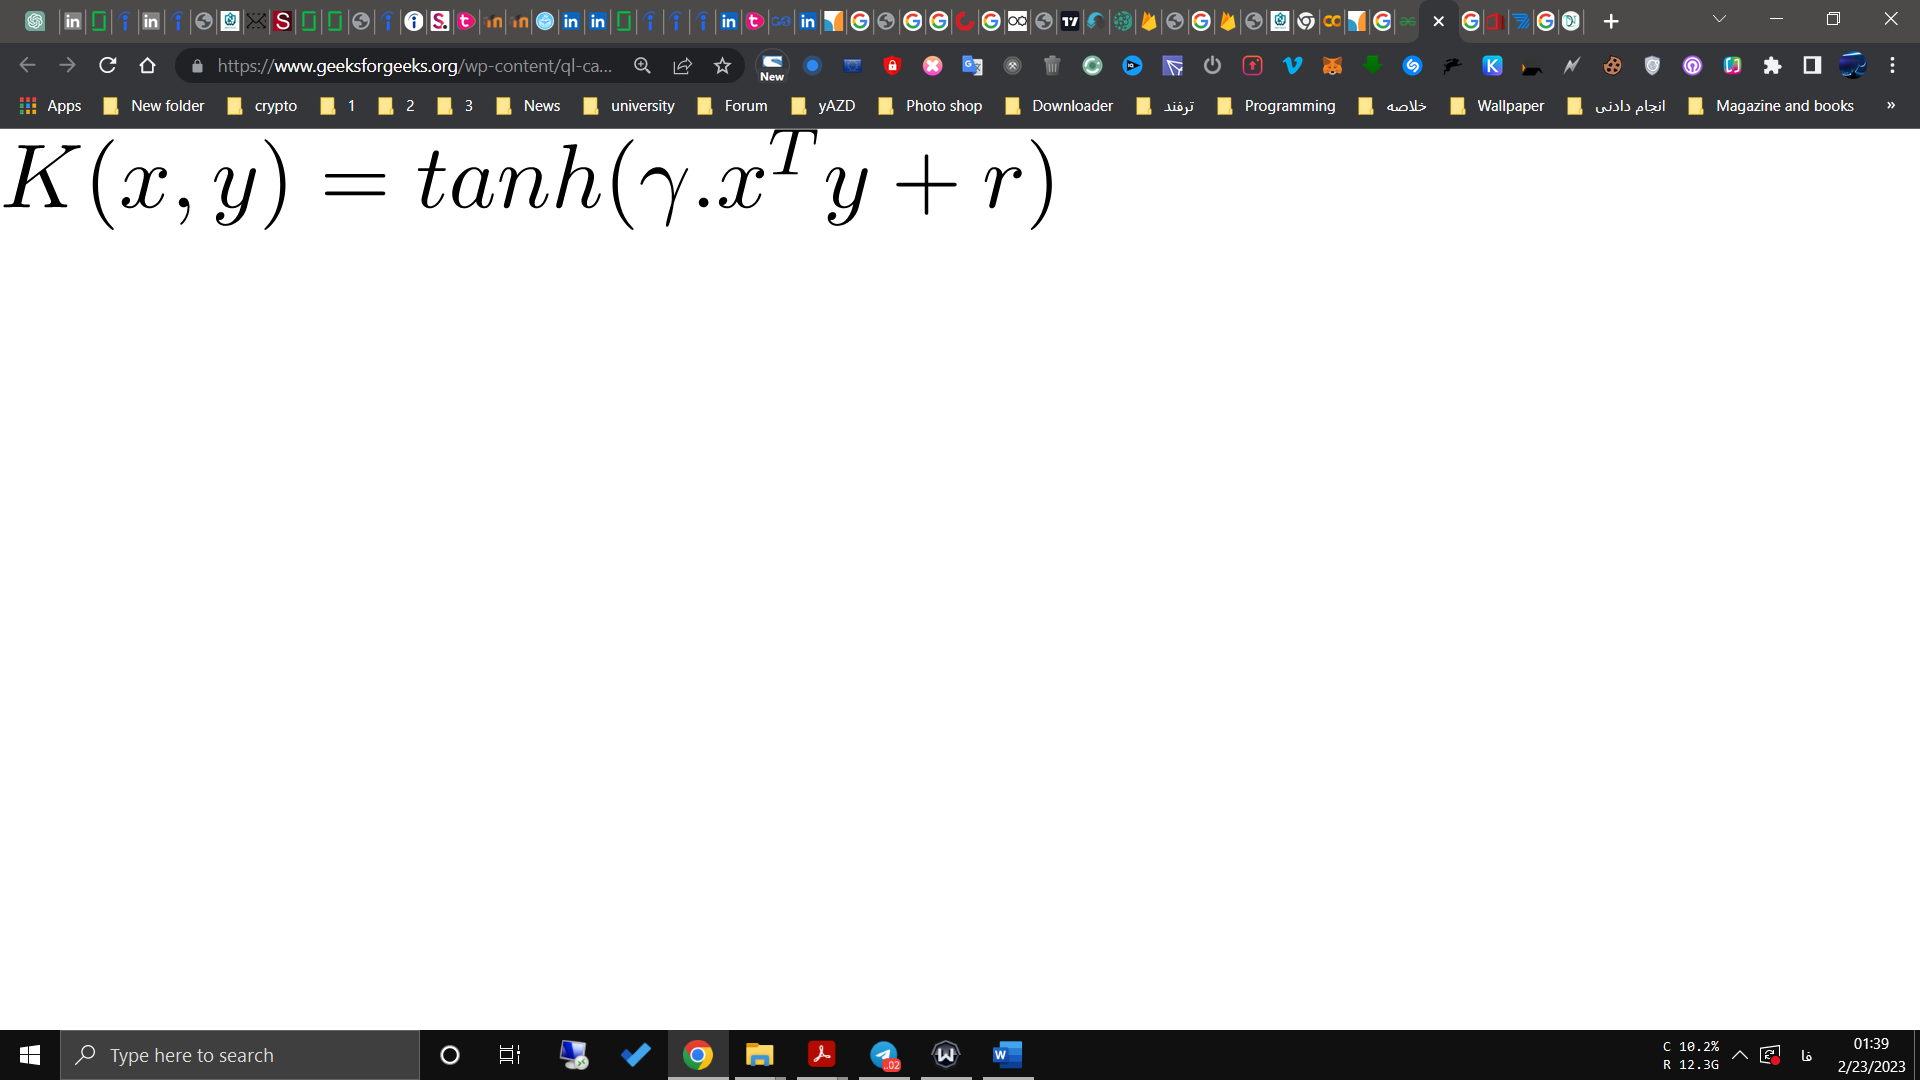 https://www.geeksforgeeks.org/wp-content/ql-ca...
New
Apps New folder crypto 1 2 3 News university Forum yAZD Photo shop Downloader ترفند Programming خلاصه Wallpaper انجام دادنی Magazine and books »
K(x, y) = tanh(γ.x^T y + r)
Type here to search
C 10.2%
R 12.3G
فا
01:39
2/23/2023